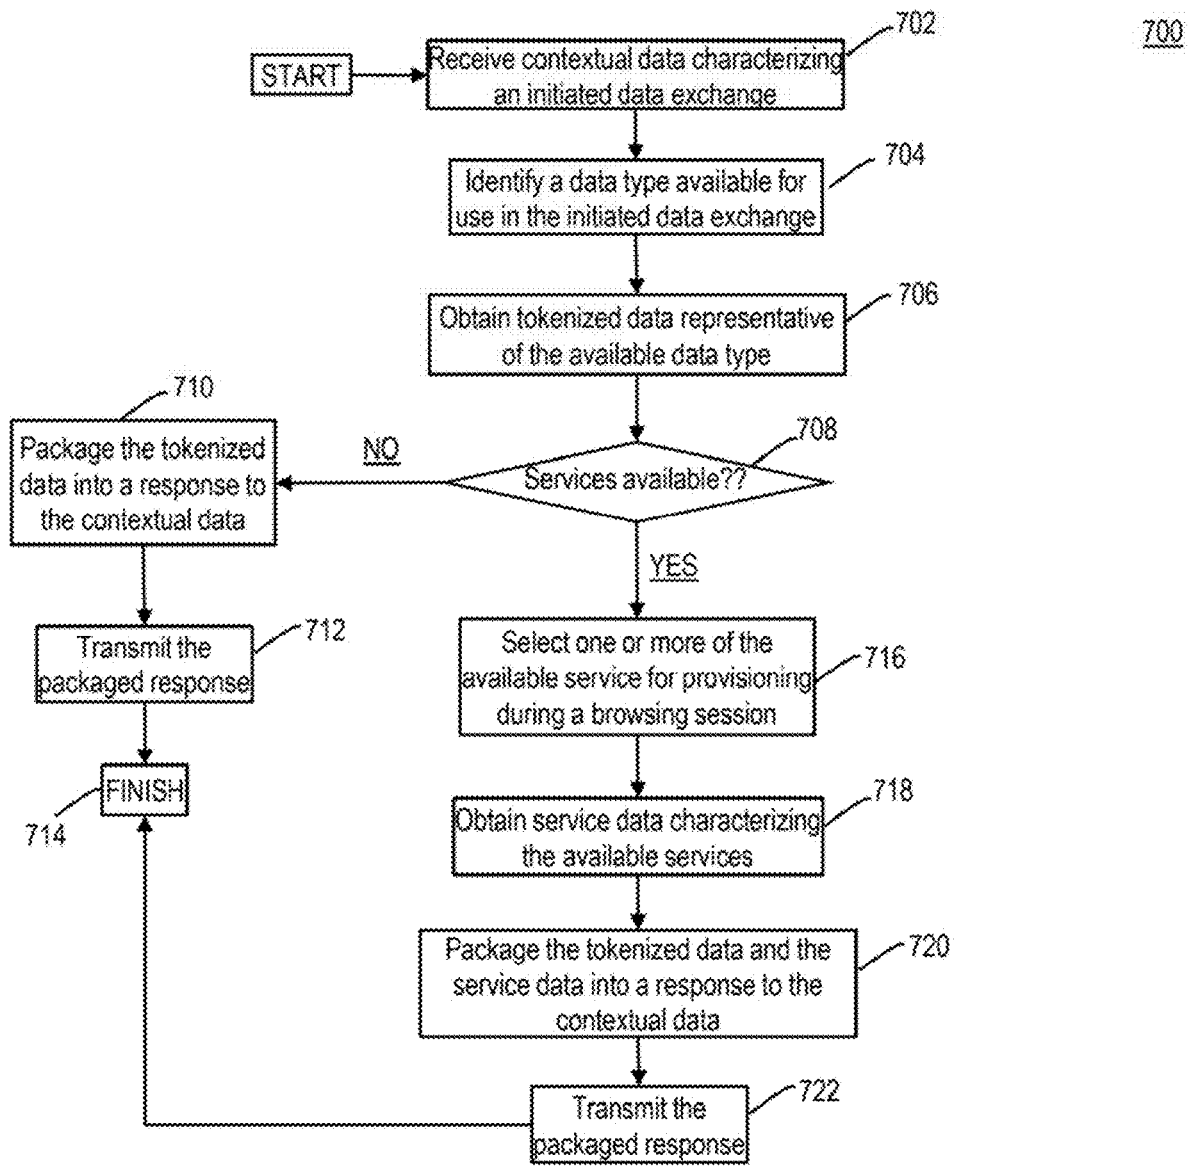 700
START
702
Receive contextual data characterizing
an initiated data exchange
704
Identify a data type available for
use in the initiated data exchange
706
Obtain tokenized data representative
of the available data type
708
Services available??
NO
710
Package the tokenized
data into a response to
the contextual data
712
Transmit the
packaged response
FINISH
714
YES
716
Select one or more of the
available service for provisioning
during a browsing session
718
Obtain service data characterizing
the available services
720
Package the tokenized data and the
service data into a response to the
contextual data
722
Transmit the
packaged response